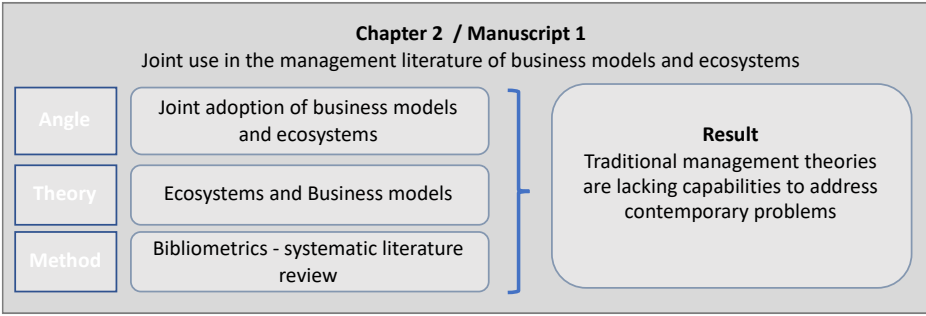 Chapter 2 / Manuscript 1
Joint use in the management literature of business models and ecosystems
Angle
Joint adoption of business models
and ecosystems
Theory
Ecosystems and Business models
Method
Bibliometrics - systematic literature
review
Result
Traditional management theories
are lacking capabilities to address
contemporary problems